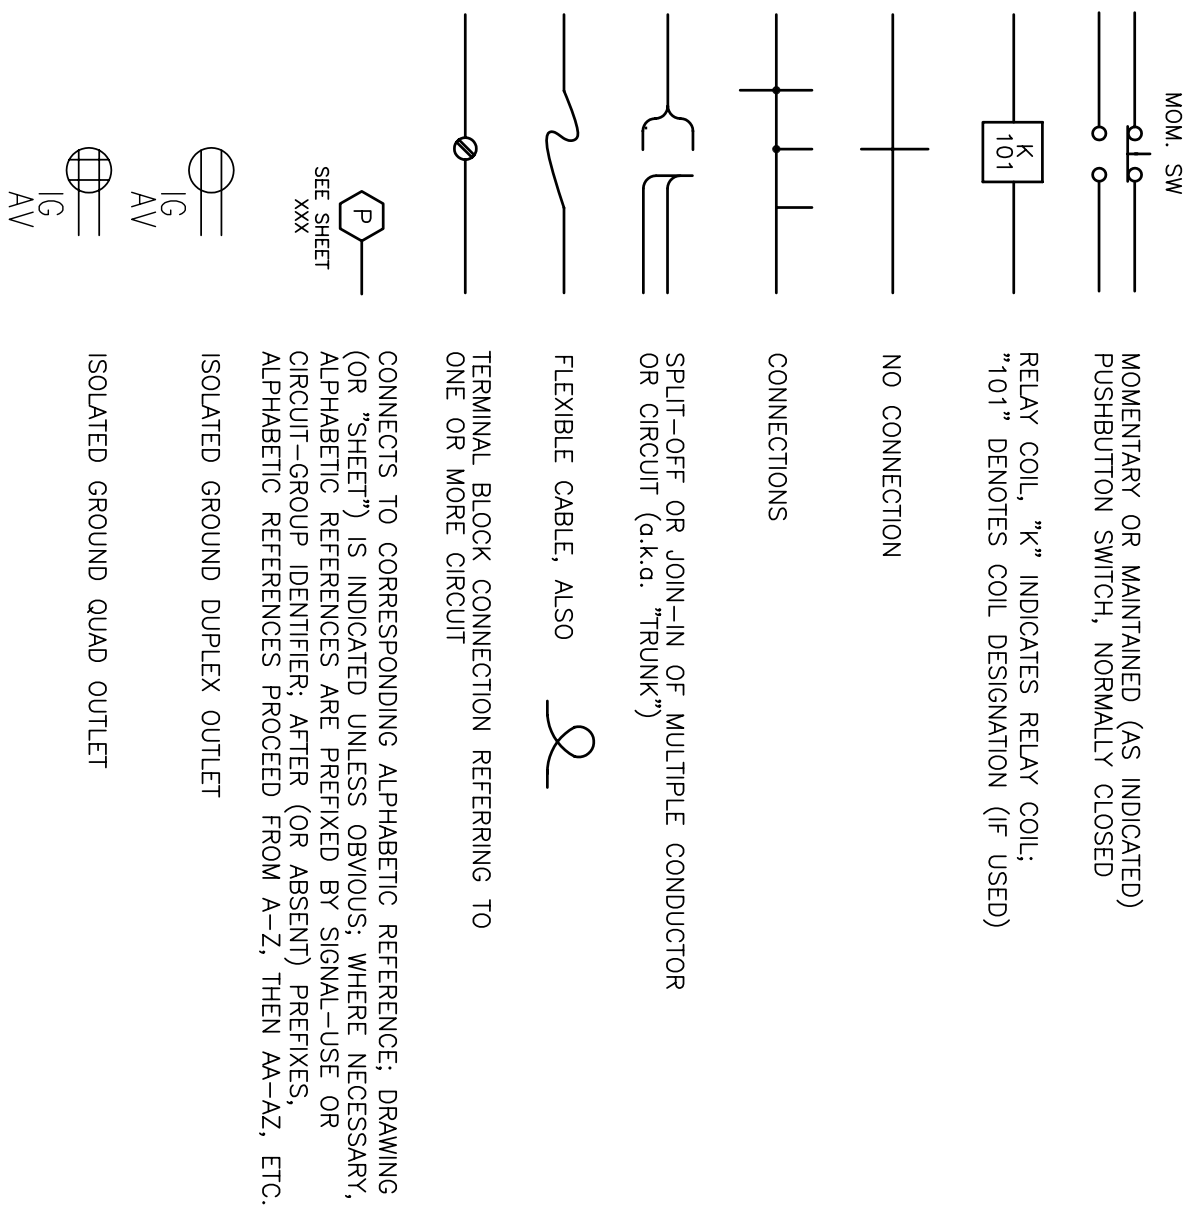 MOM. SW
MOMENTARY OR MAINTAINED (AS INDICATED)
PUSHBUTTON SWITCH, NORMALLY CLOSED
K
101
RELAY COIL, "K" INDICATES RELAY COIL;
"101" DENOTES COIL DESIGNATION (IF USED)
NO CONNECTION
CONNECTIONS
SPLIT-OFF OR JOIN-IN OF MULTIPLE CONDUCTOR
OR CIRCUIT (a.k.a. "TRUNK")
FLEXIBLE CABLE, ALSO
TERMINAL BLOCK CONNECTION REFERRING TO
ONE OR MORE CIRCUIT
P
SEE SHEET
XXX
CONNECTS TO CORRESPONDING ALPHABETIC REFERENCE; DRAWING
(OR "SHEET") IS INDICATED UNLESS OBVIOUS; WHERE NECESSARY,
ALPHABETIC REFERENCES ARE PREFIXED BY SIGNAL-USE OR
CIRCUIT-GROUP IDENTIFIER; AFTER (OR ABSENT) PREFIXES,
ALPHABETIC REFERENCES PROCEED FROM A-Z, THEN AA-AZ, ETC.
IG
AV
ISOLATED GROUND DUPLEX OUTLET
IG
AV
ISOLATED GROUND QUAD OUTLET